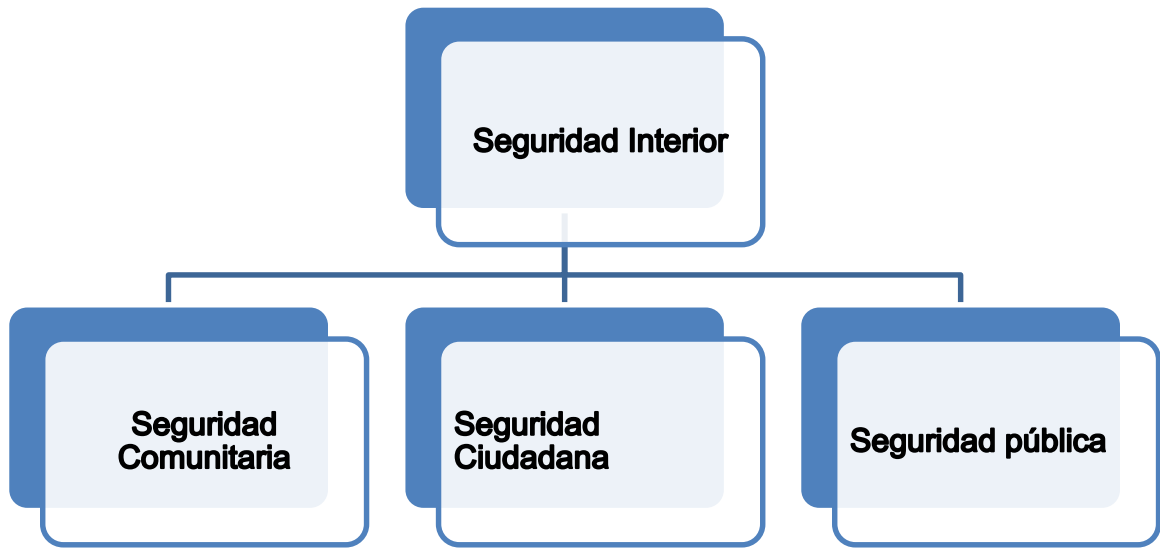 Seguridad Interior
Seguridad
Comunitaria
Seguridad
Ciudadana
Seguridad pública